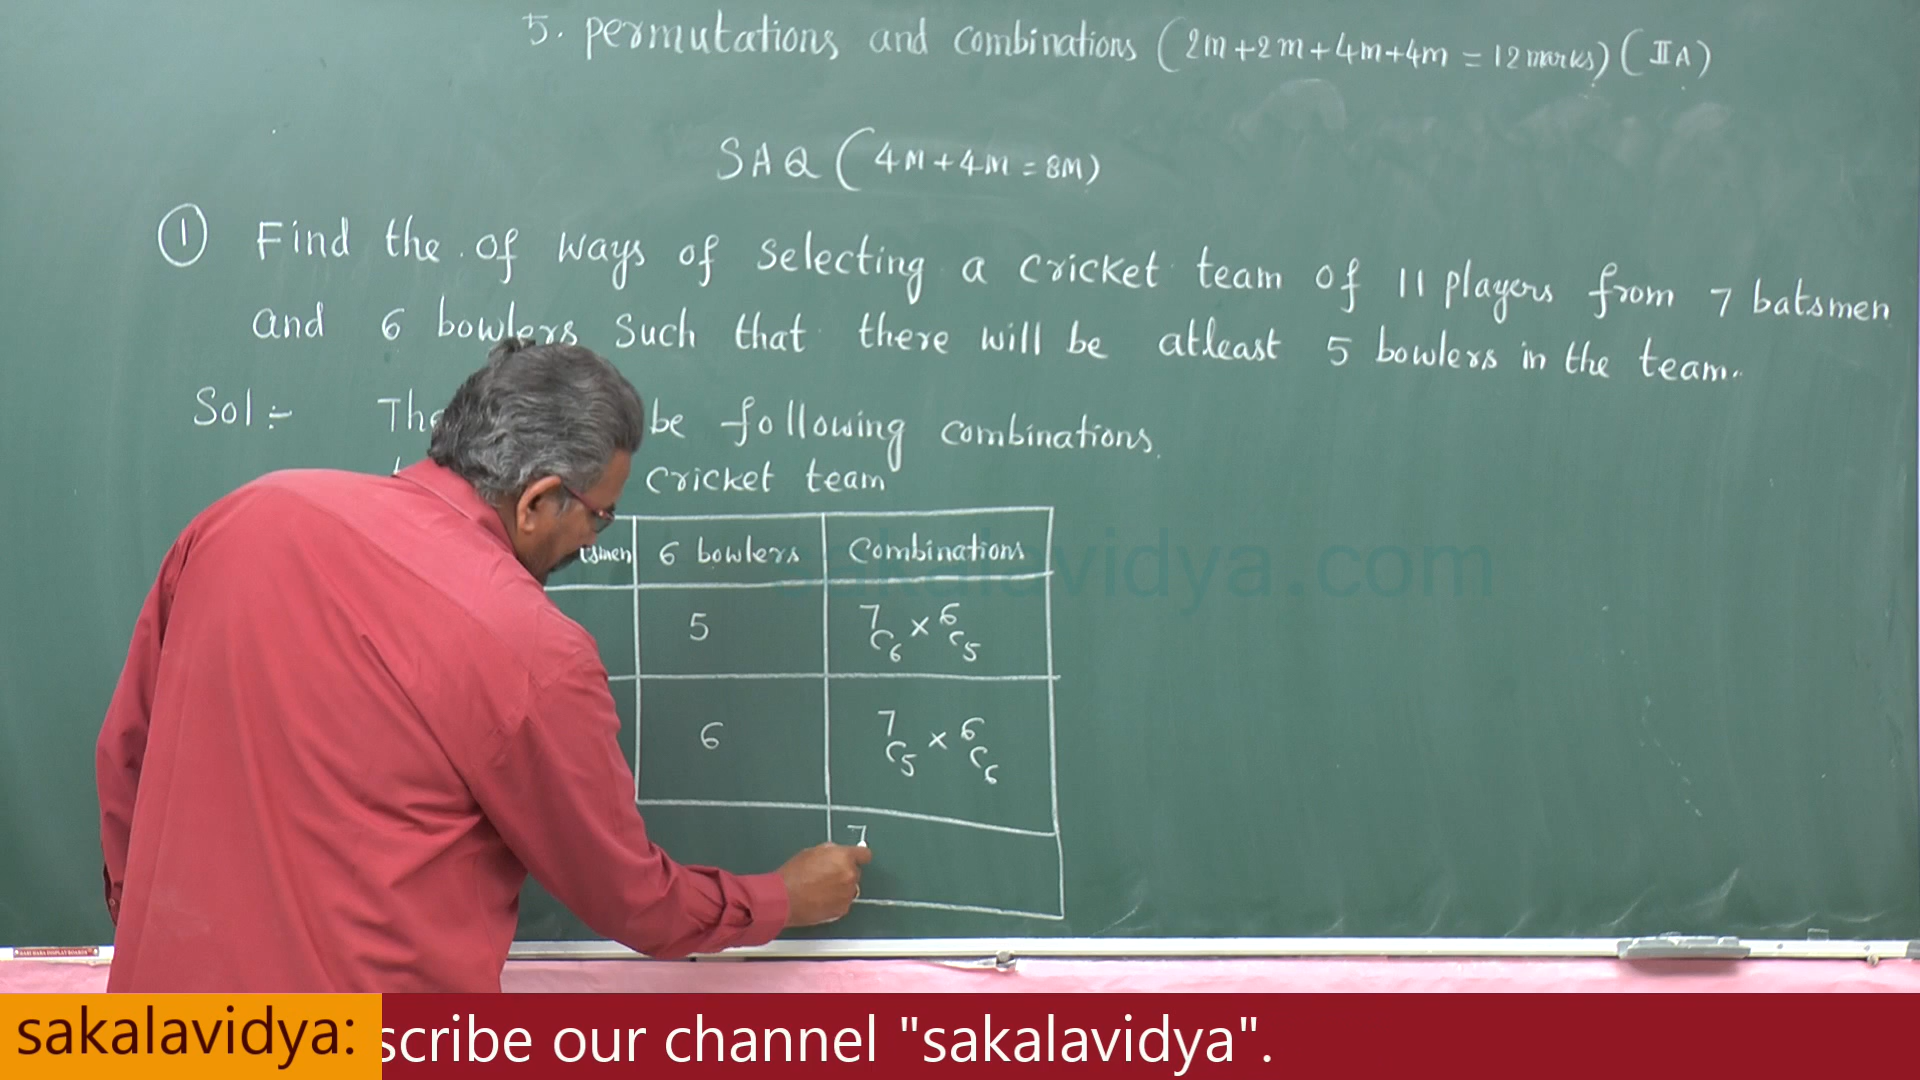 5. permutations and combinations (2m+2m+4m+4m = 12 marks) (IIA)
SAQ (4M+4M = 8M)
① Find the of ways of selecting a cricket team of 11 players from 7 batsmen
and 6 bowlers such that there will be atleast 5 bowlers in the team.
Sol :- The be following combinations.
cricket team
6 bowlers Combinations
5 ⁷C₆ × ⁶C₅
6 ⁷C₅ × ⁶C₆
7
sakalavidya.com
sakalavidya: scribe our channel "sakalavidya".